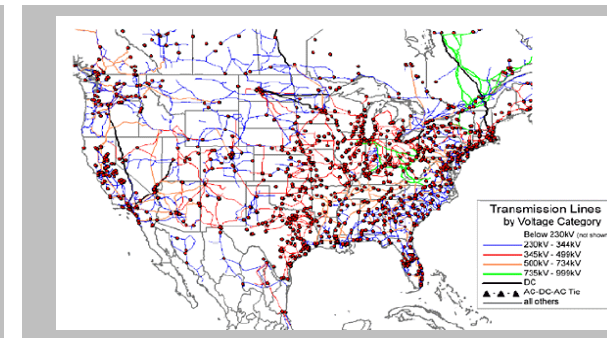 Transmission Lines
by Voltage Category
Below 230kV (not shown
230kV - 344kV
345kV - 499kV
500kV - 734kV
735kV - 999kV
DC
AC-DC-AC Tie
all others